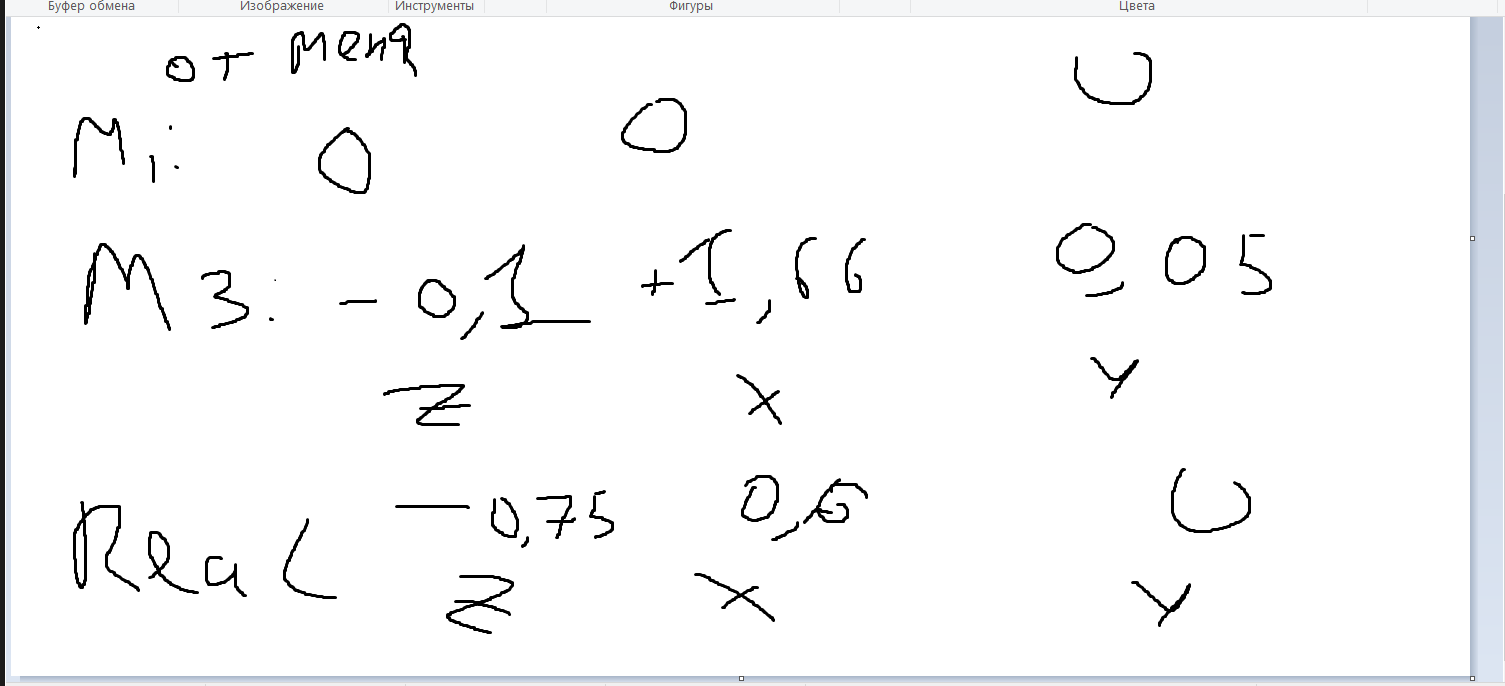 Буфер обмена Изображение Инструменты Фигуры Цвета
от меня
M1: 0 0 0
M3: -0,1 +1,66 0,05
Z X Y
Real -0,75 0,6 0
Z X Y